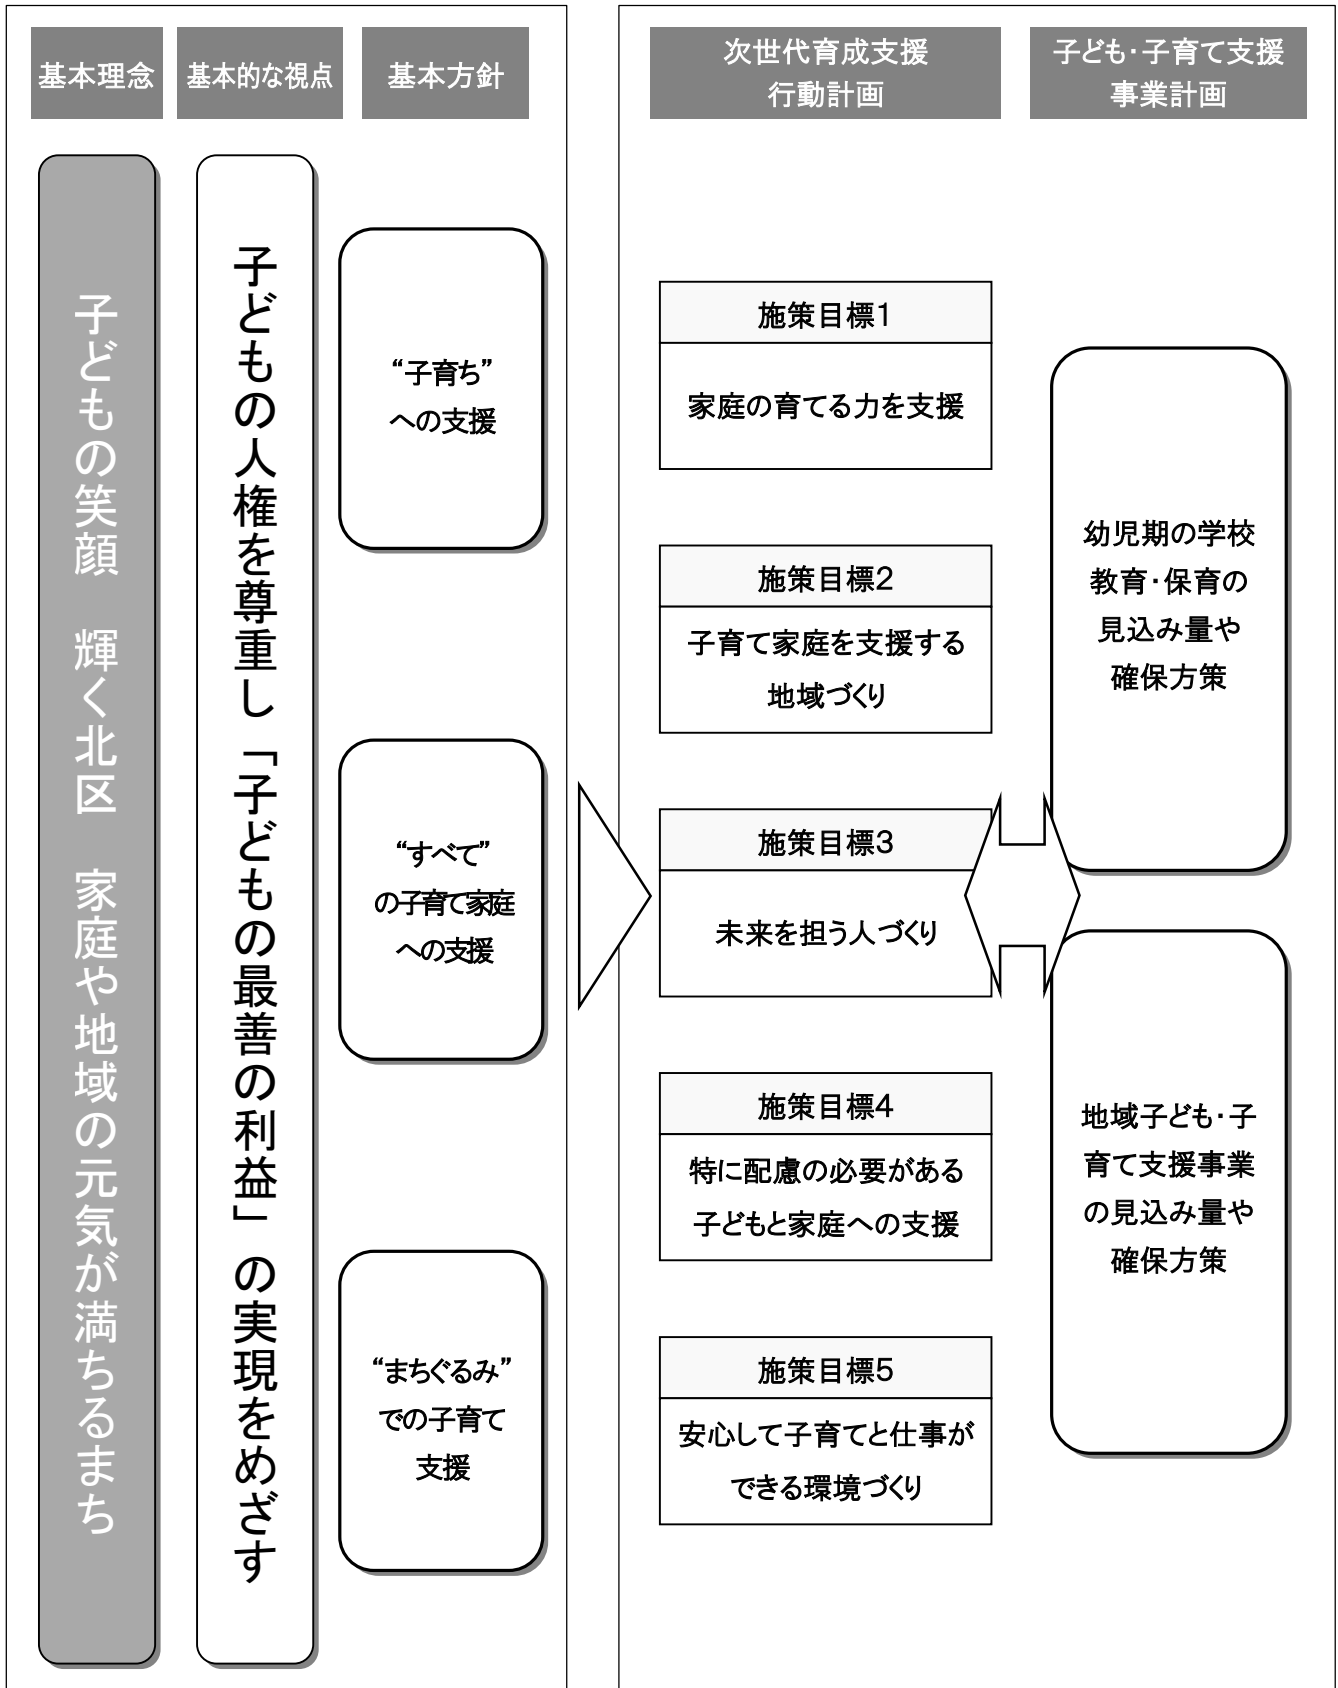 基本理念
基本的な視点
基本方針
次世代育成支援
行動計画
子ども・子育て支援
事業計画
子どもの笑顔　輝く北区　家庭や地域の元気が満ちるまち
子どもの人権を尊重し「子どもの最善の利益」の実現をめざす
“子育ち”
への支援
“すべて”
の子育て家庭
への支援
“まちぐるみ”
での子育て
支援
施策目標1
家庭の育てる力を支援
施策目標2
子育て家庭を支援する
地域づくり
施策目標3
未来を担う人づくり
施策目標4
特に配慮の必要がある
子どもと家庭への支援
施策目標5
安心して子育てと仕事が
できる環境づくり
幼児期の学校
教育・保育の
見込み量や
確保方策
地域子ども・子
育て支援事業
の見込み量や
確保方策